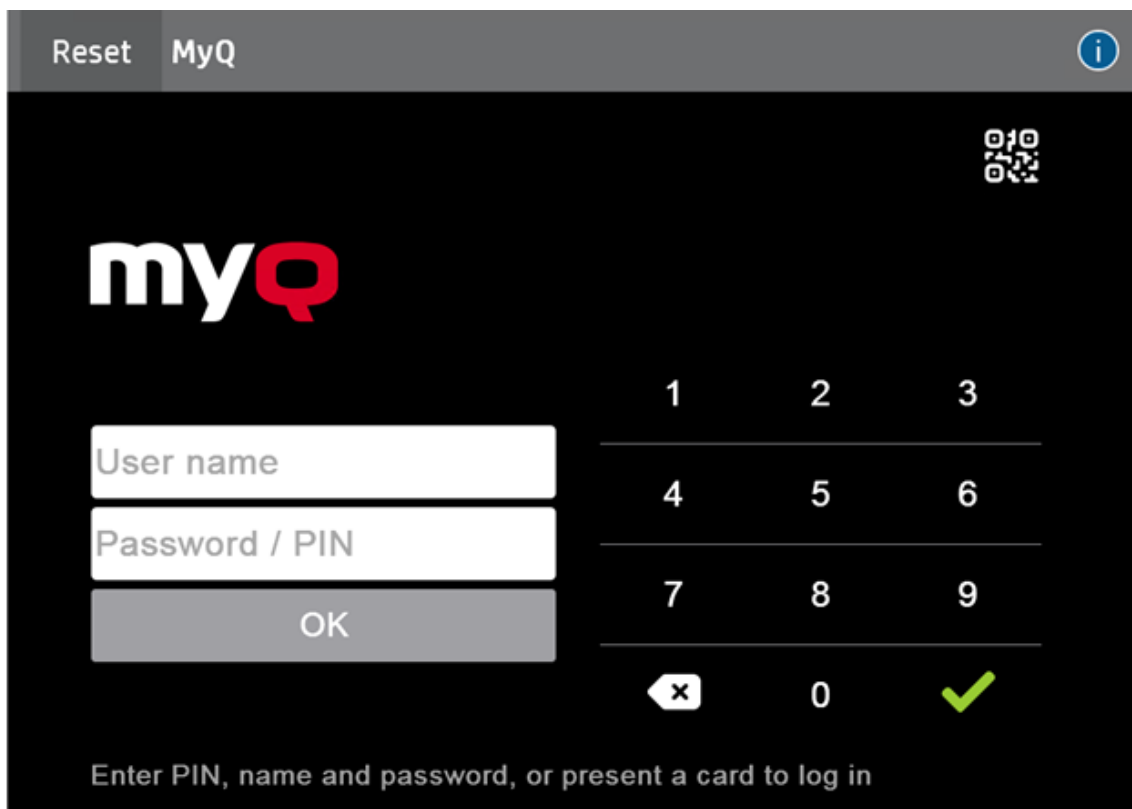 Reset MyQ i
myQ
1 2 3
User name
4 5 6
Password / PIN
7 8 9
OK
0
Enter PIN, name and password, or present a card to log in